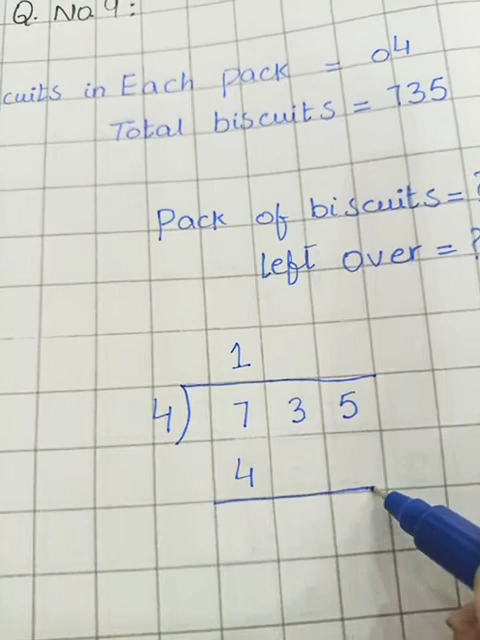 Q. No 9:
cuits in Each pack = 04
Total biscuits = 735
Pack of biscuits = ?
Left over = ?
1
4) 7 3 5
4